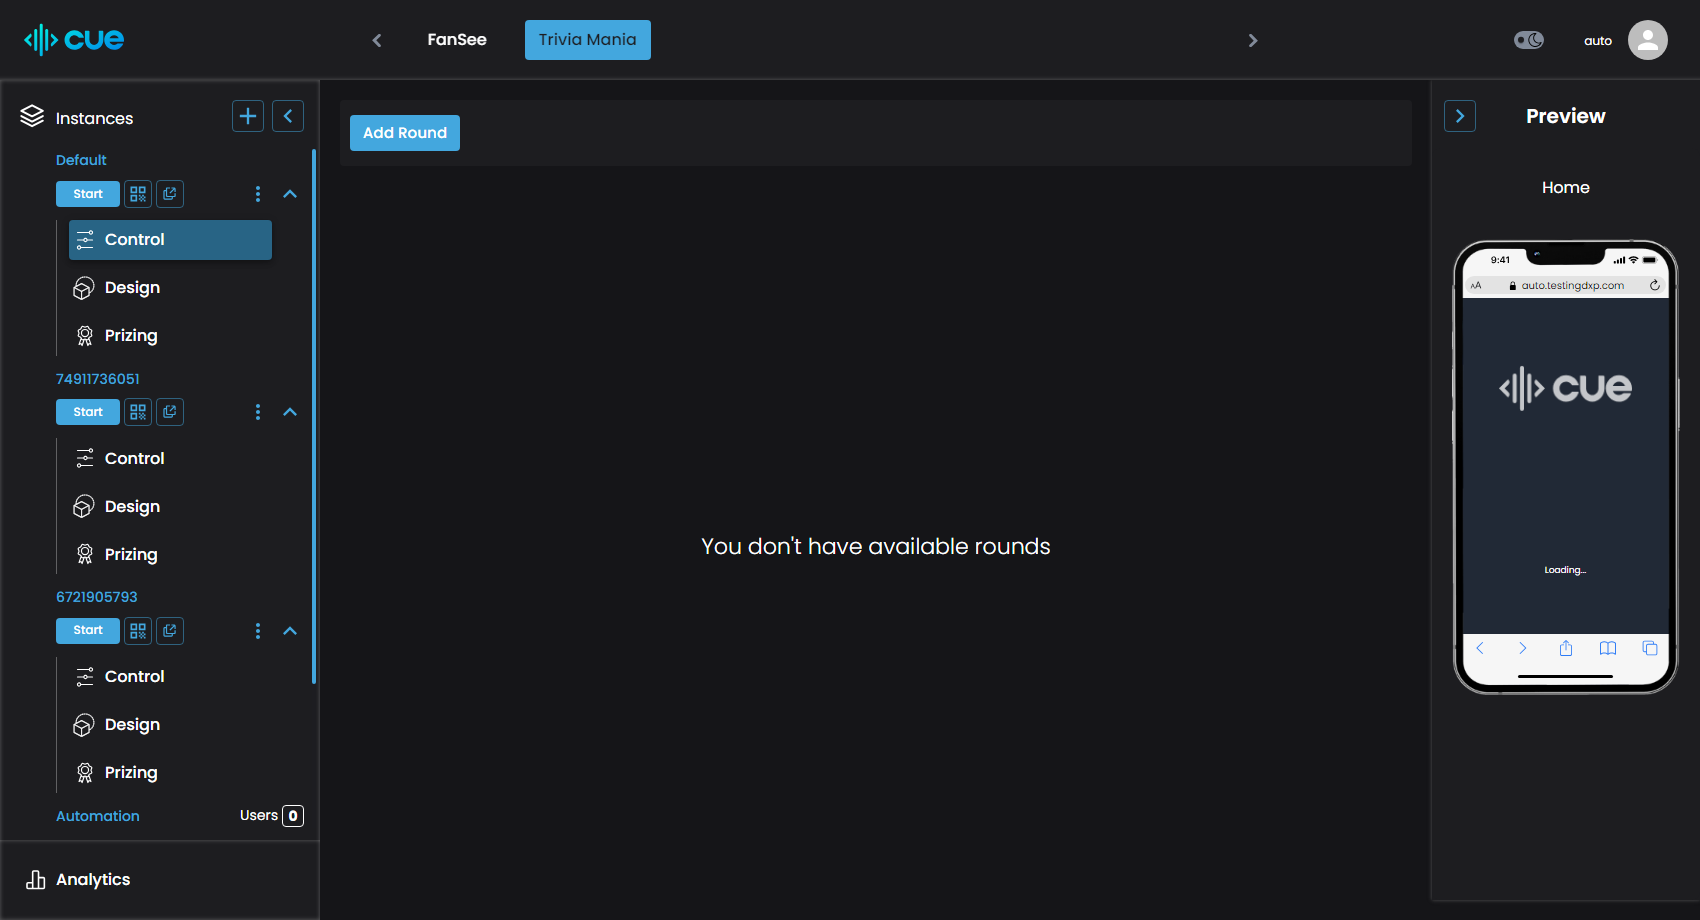 cue
FanSee
Trivia Mania
auto
Instances
Default
Start
Control
Design
Prizing
74911736051
Start
Control
Design
Prizing
6721905793
Start
Control
Design
Prizing
Automation
Users 0
Analytics
Add Round
You don't have available rounds
Preview
Home
9:41
AA auto.testingdxp.com
cue
Loading...